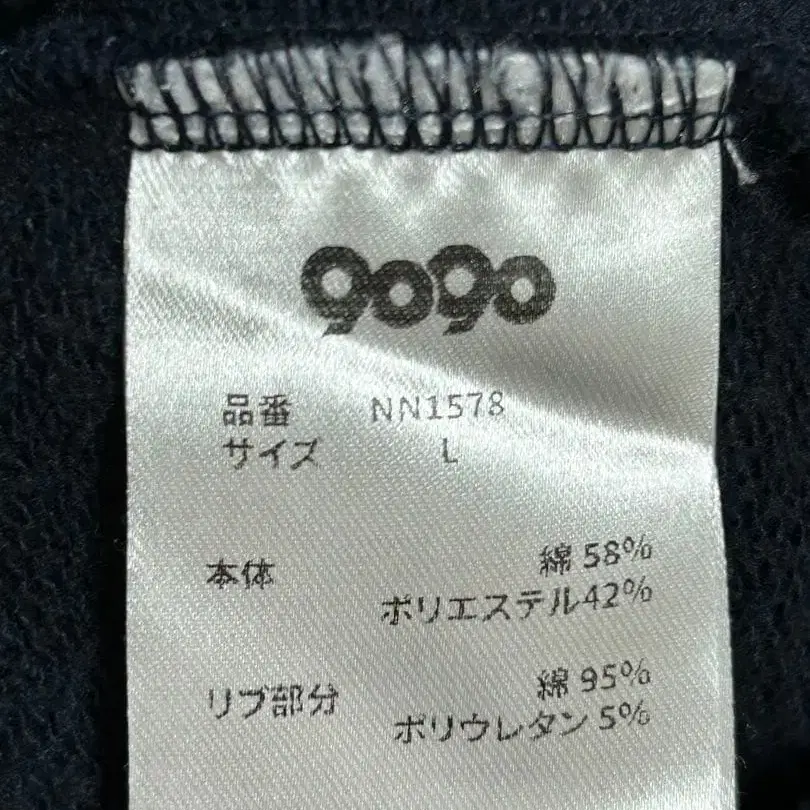 9090
品番 NN1578
サイズ L
本体 綿 58%
ポリエステル42%
リブ部分 綿 95%
ポリウレタン 5%